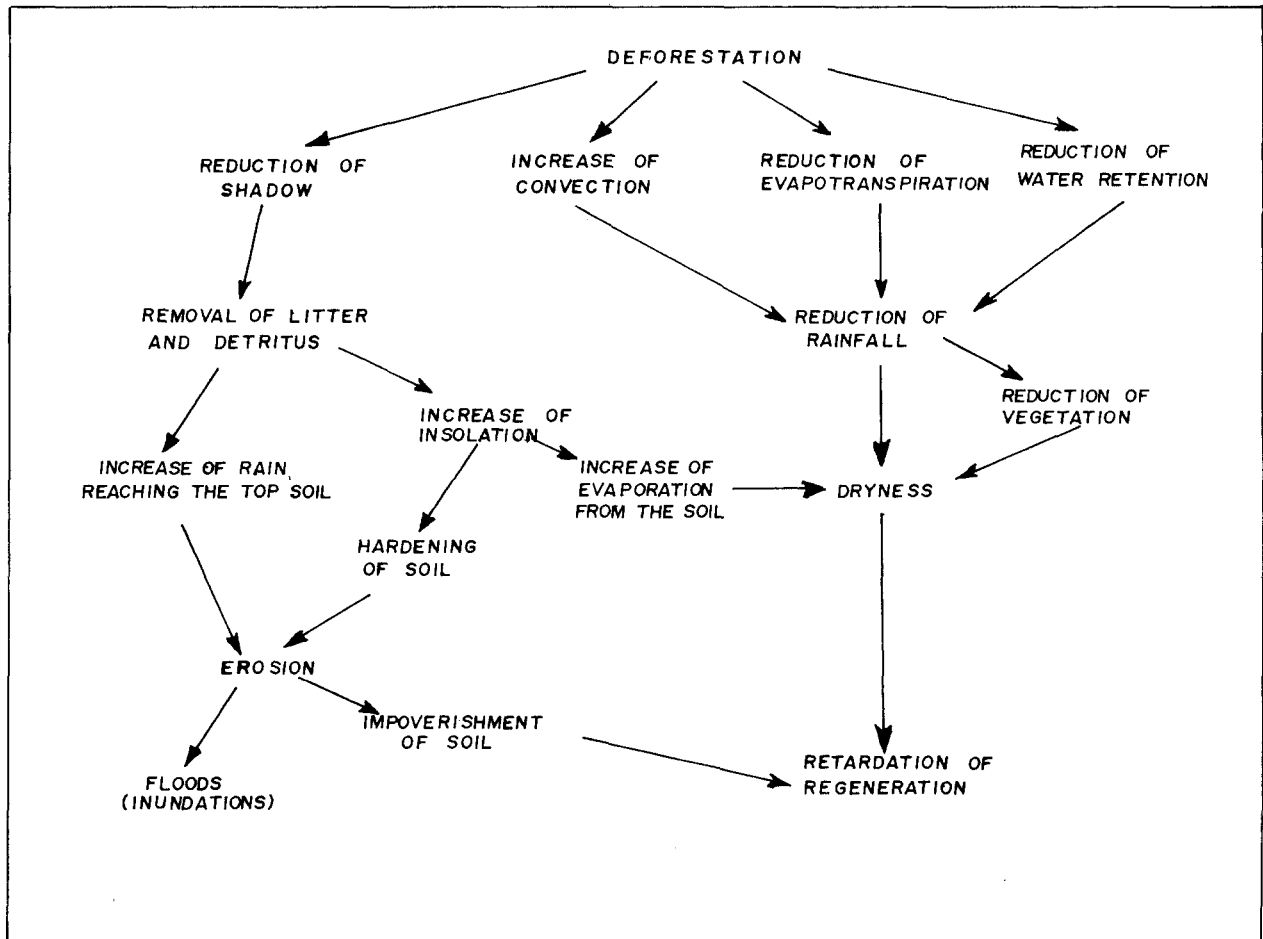 DEFORESTATION
REDUCTION OF
SHADOW
INCREASE OF
CONVECTION
REDUCTION OF
EVAPOTRANSPIRATION
REDUCTION OF
WATER RETENTION
REMOVAL OF LITTER
AND DETRITUS
REDUCTION OF
RAINFALL
INCREASE OF
INSOLATION
REDUCTION OF
VEGETATION
INCREASE OF RAIN
REACHING THE TOP SOIL
INCREASE OF
EVAPORATION
FROM THE SOIL
DRYNESS
HARDENING
OF SOIL
EROSION
IMPOVERISHMENT
OF SOIL
FLOODS
(INUNDATIONS)
RETARDATION OF
REGENERATION